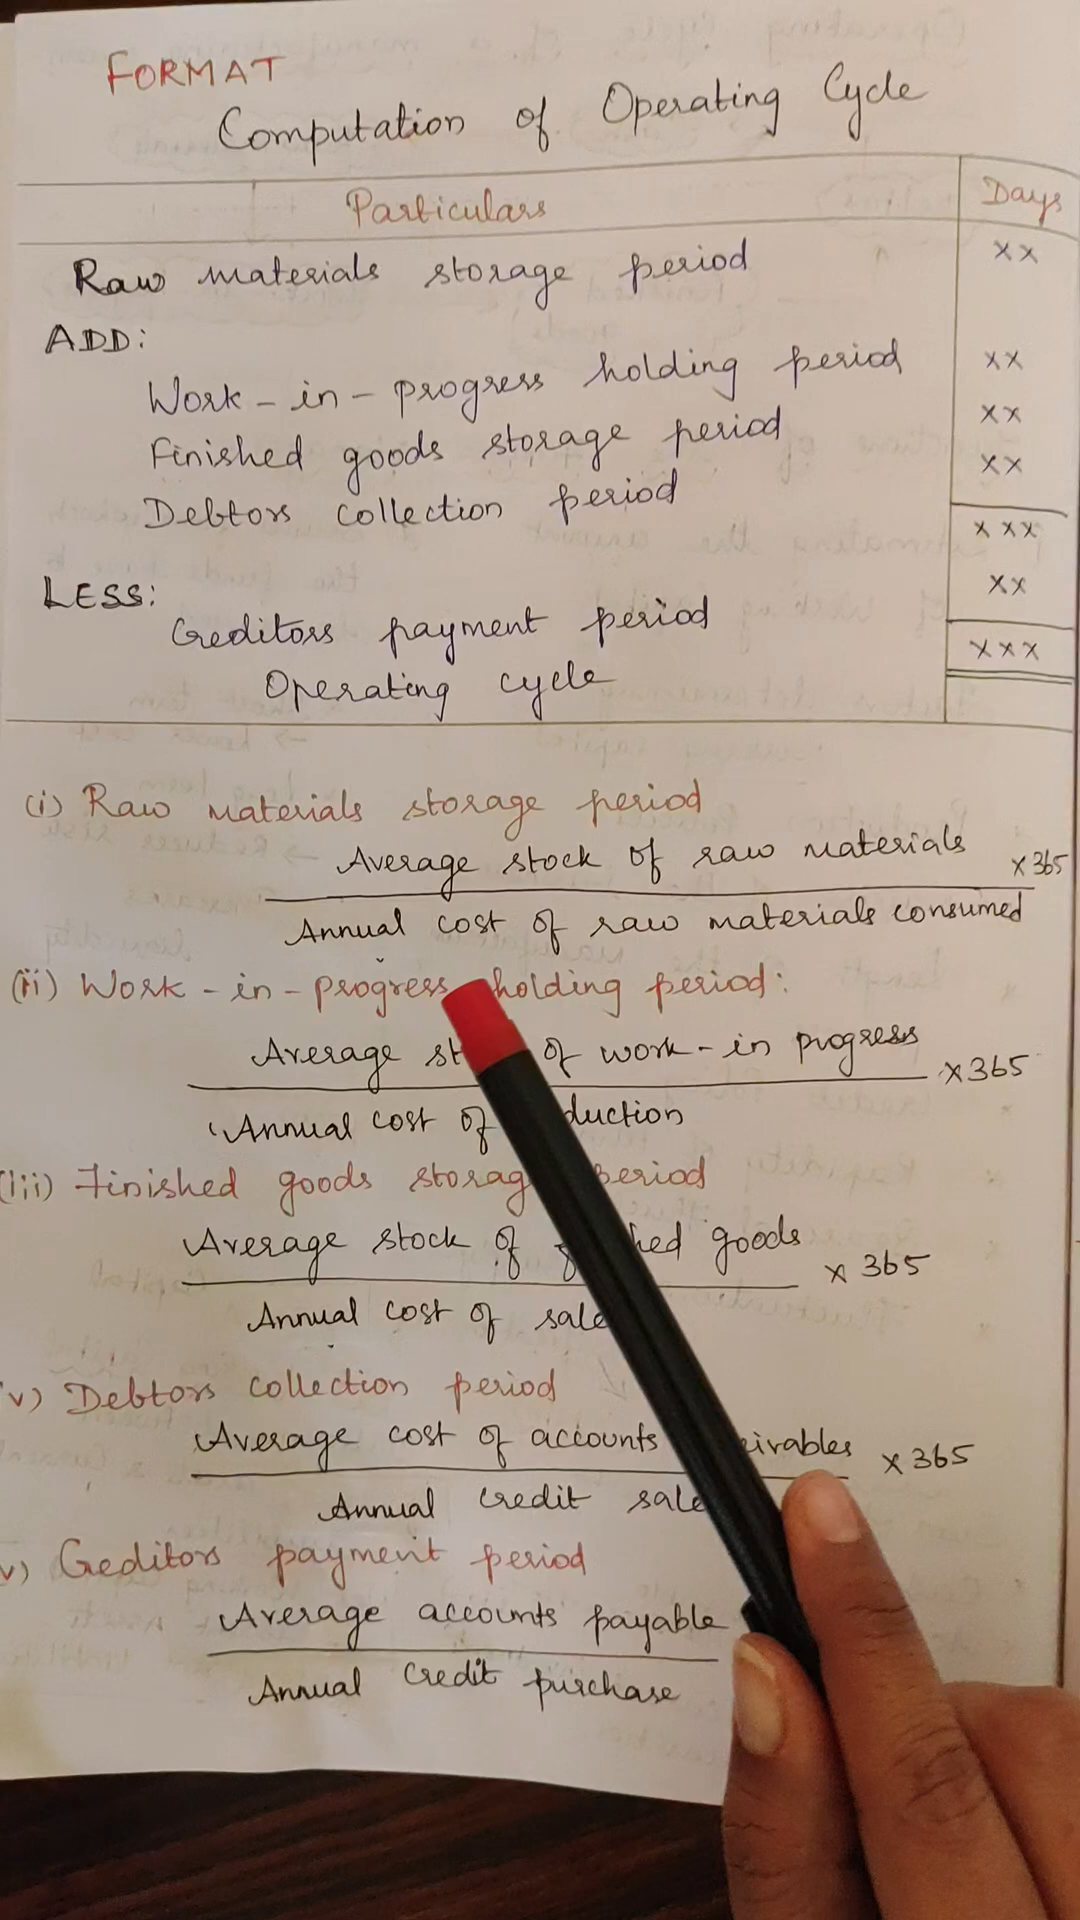 FORMAT
Computation of Operating Cycle
Particulars Days
Raw materials storage period xx
ADD:
Work-in-progress holding period xx
Finished goods storage period xx
Debtors collection period xx
xxx
LESS:
Creditors payment period xx
Operating cycle xxx
(i) Raw materials storage period
Average stock of raw materials x 365
Annual cost of raw materials consumed
(ii) Work-in-progress holding period:
Average of work-in progress x 365
Annual cost of
(iii) Finished goods storage period
Average stock of goods x 365
Annual cost of
v) Debtors collection period
Average cost of accounts x 365
Annual credit
v) Creditors payment period
Average accounts payable
Annual credit purchase